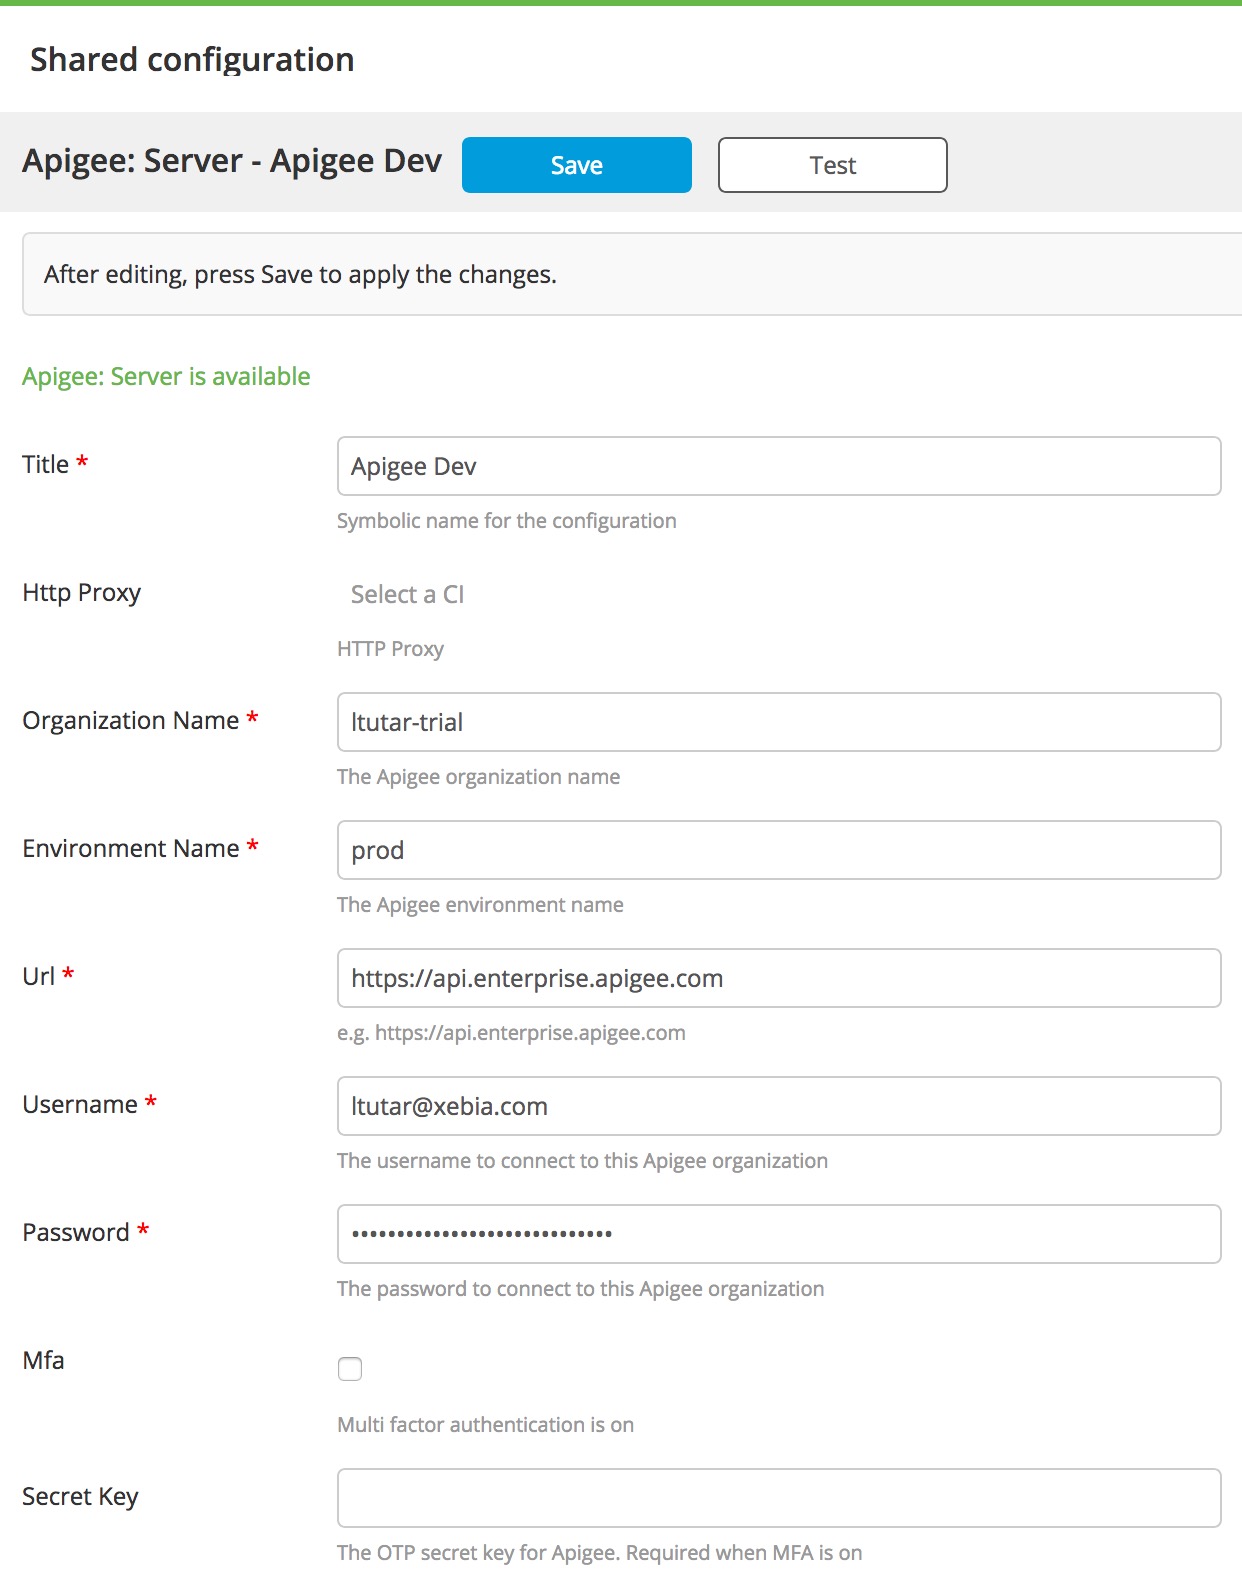 Shared configuration
Apigee: Server - Apigee Dev Save Test
After editing, press Save to apply the changes.
Apigee: Server is available
Title * Apigee Dev
Symbolic name for the configuration
Http Proxy Select a CI
HTTP Proxy
Organization Name * ltutar-trial
The Apigee organization name
Environment Name * prod
The Apigee environment name
Url * https://api.enterprise.apigee.com
e.g. https://api.enterprise.apigee.com
Username * ltutar@xebia.com
The username to connect to this Apigee organization
Password * •••••••••••••••••••••••••••••
The password to connect to this Apigee organization
Mfa
Multi factor authentication is on
Secret Key
The OTP secret key for Apigee. Required when MFA is on